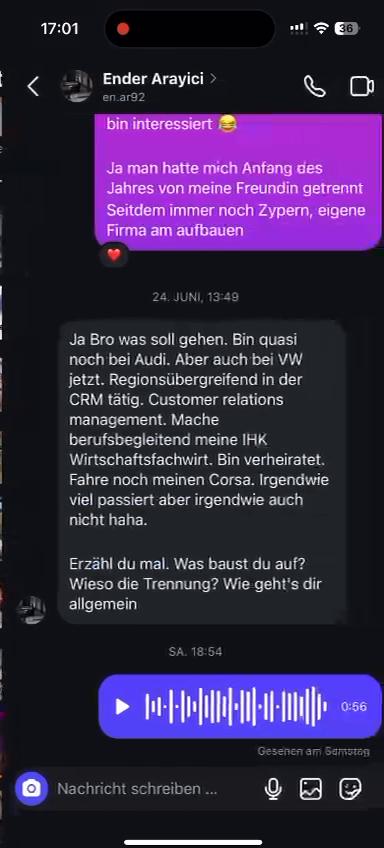 17:01
36
Ender Arayici
en.ar92
bin interessiert 😂
Ja man hatte mich Anfang des
Jahres von meine Freundin getrennt
Seitdem immer noch Zypern, eigene
Firma am aufbauen
24. JUNI, 13:49
Ja Bro was soll gehen. Bin quasi
noch bei Audi. Aber auch bei VW
jetzt. Regionsübergreifend in der
CRM tätig. Customer relations
management. Mache
berufsbegleitend meine IHK
Wirtschaftsfachwirt. Bin verheiratet.
Fahre noch meinen Corsa. Irgendwie
viel passiert aber irgendwie auch
nicht haha.
Erzähl du mal. Was baust du auf?
Wieso die Trennung? Wie geht's dir
allgemein
SA. 18:54
0:56
Gesehen am Samstag
Nachricht schreiben ...